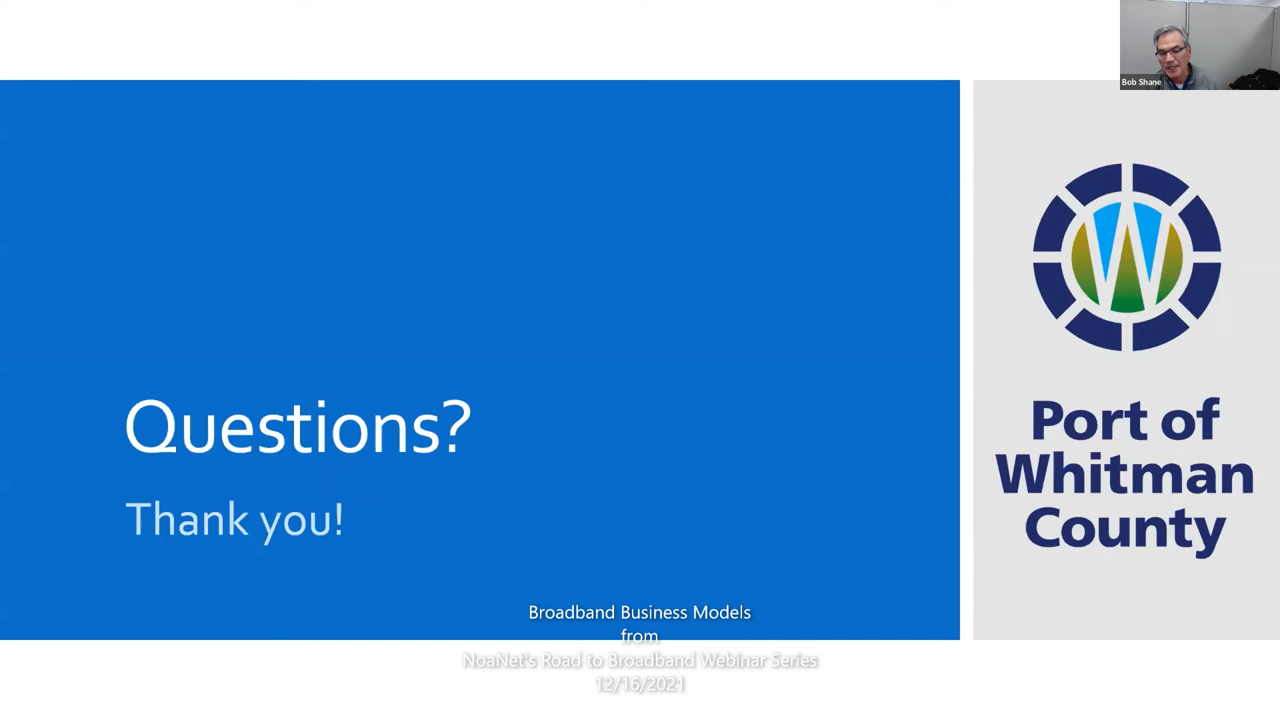 Bob Shane
Questions?
Thank you!
W
Port of
Whitman
County
Broadband Business Models
from
NoaNet's Road to Broadband Webinar Series
12/16/2021